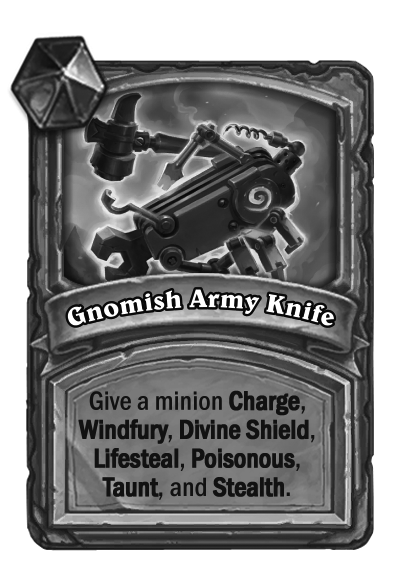 Gnomish Army Knife
Give a minion Charge,
Windfury, Divine Shield,
Lifesteal, Poisonous,
Taunt, and Stealth.